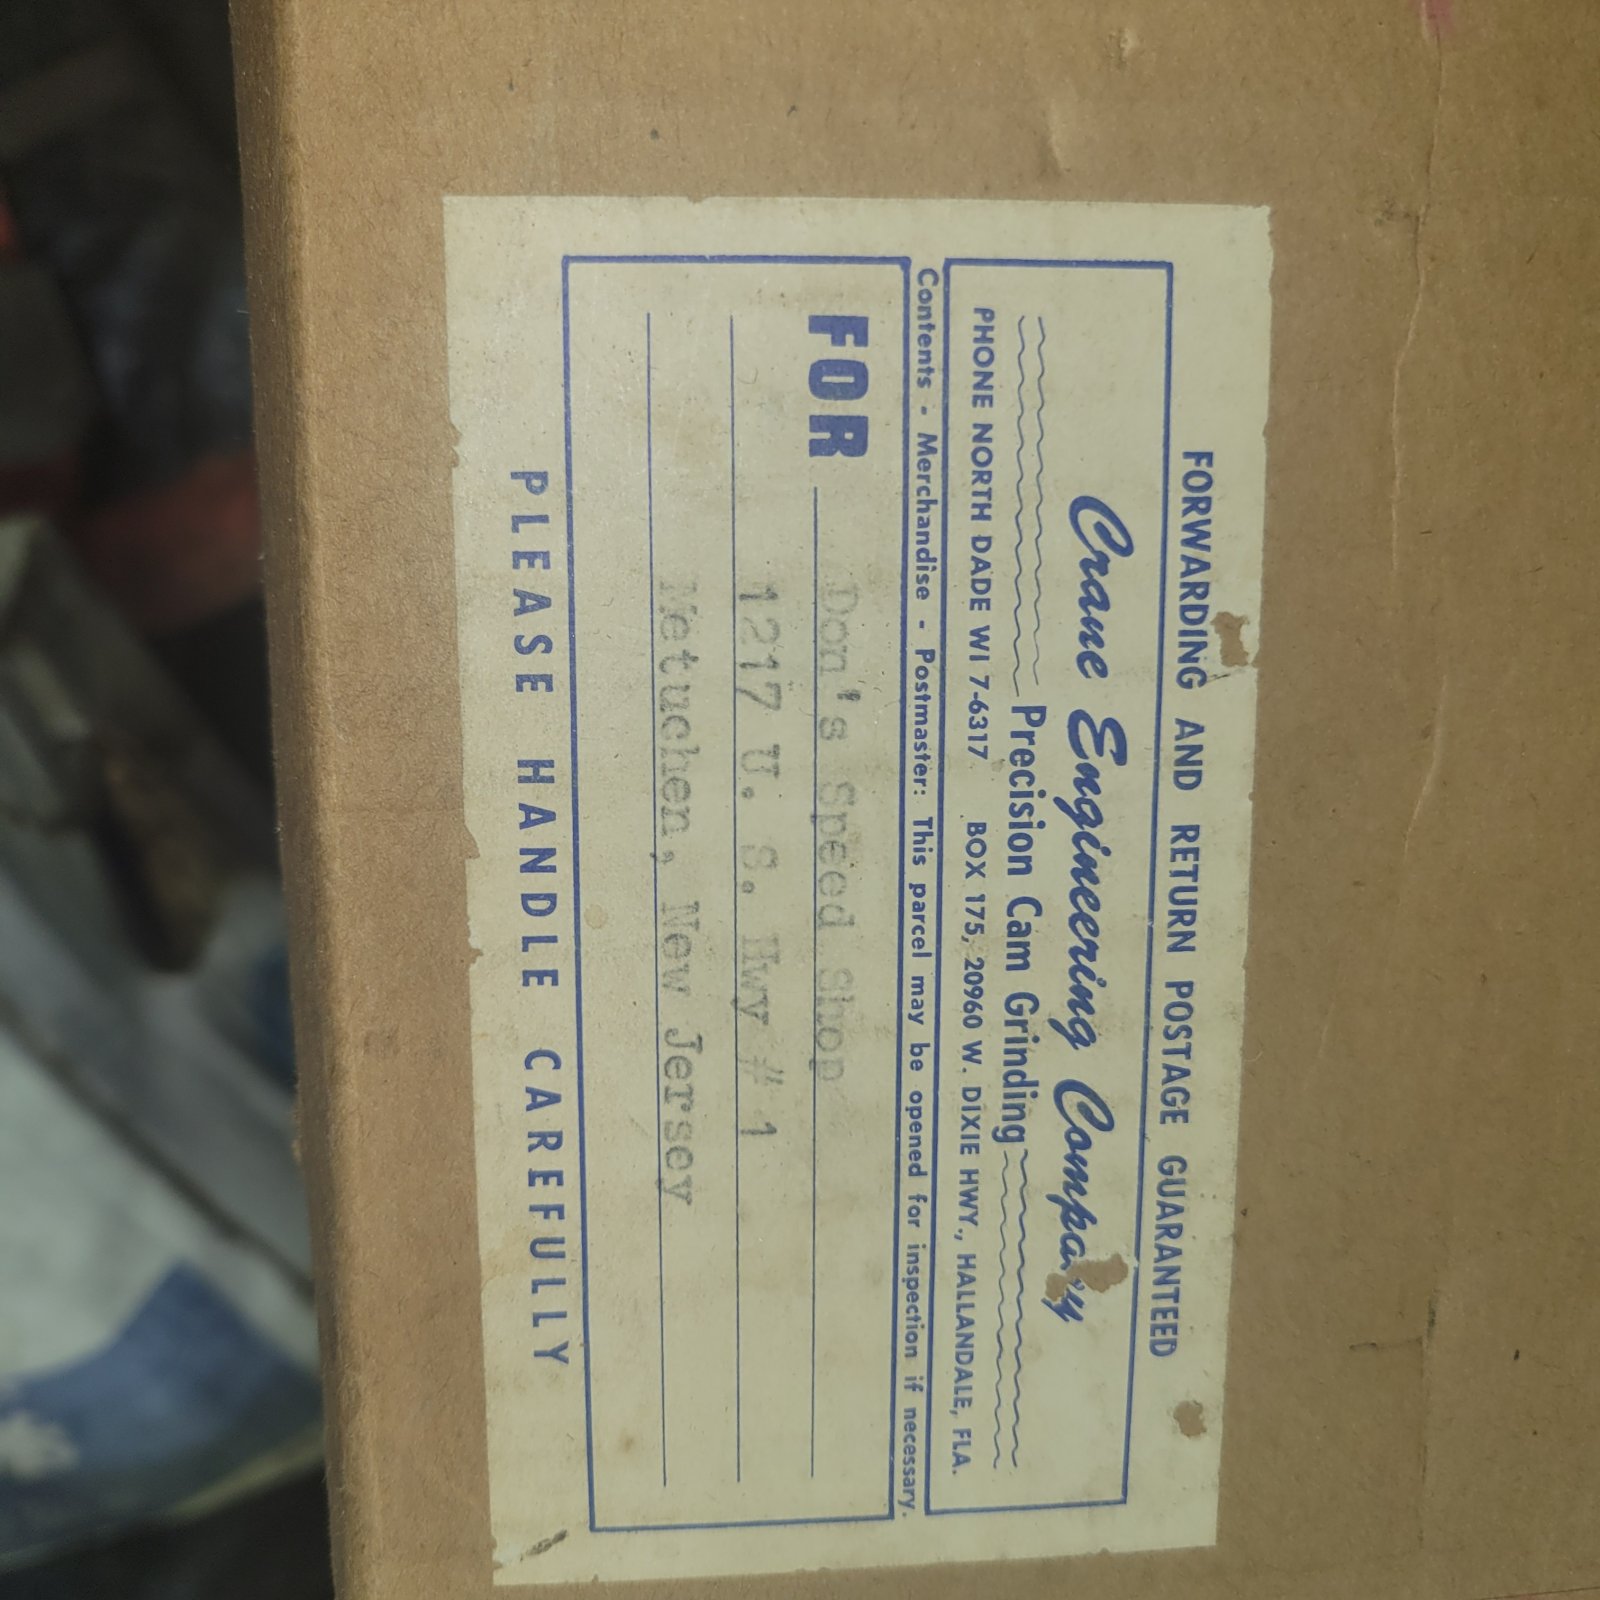 FORWARDING AND RETURN POSTAGE GUARANTEED
Crane Engineering Company
Precision Cam Grinding
PHONE NORTH DADE WI 7-6317 BOX 175, 20960 W. DIXIE HWY., HALLANDALE, FLA.
Contents - Merchandise - Postmaster: This parcel may be opened for inspection if necessary.
FOR Don's Speed Shop
1217 U. S. Hwy # 1
Metuchen, New Jersey
PLEASE HANDLE CAREFULLY